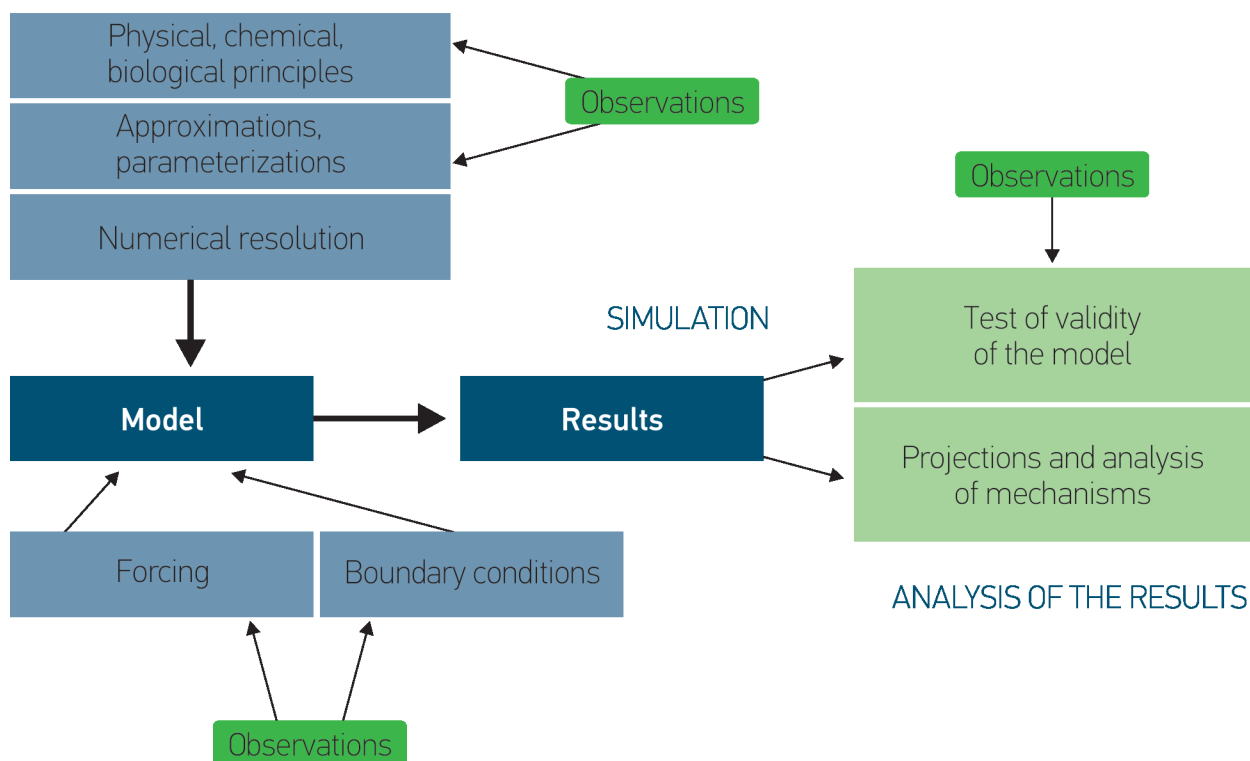 Physical, chemical,
biological principles
Observations
Approximations,
parameterizations
Observations
Numerical resolution
SIMULATION
Test of validity
of the model
Model
Results
Projections and analysis
of mechanisms
Forcing
Boundary conditions
ANALYSIS OF THE RESULTS
Observations